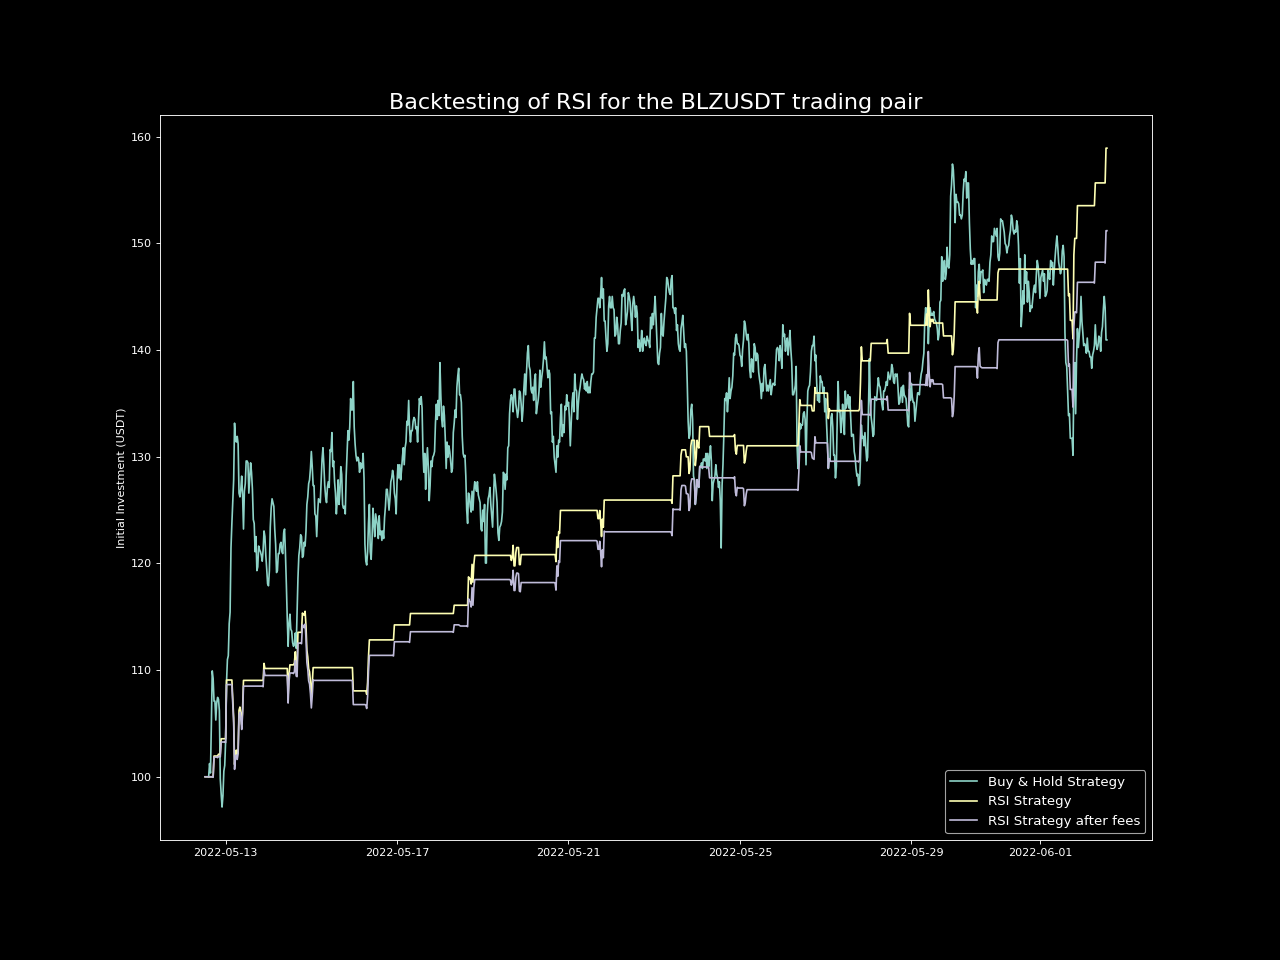 Backtesting of RSI for the BLZUSDT trading pair
160
150
140
130
120
110
100
Initial Investment (USDT)
2022-05-13
2022-05-17
2022-05-21
2022-05-25
2022-05-29
2022-06-01
Buy & Hold Strategy
RSI Strategy
RSI Strategy after fees